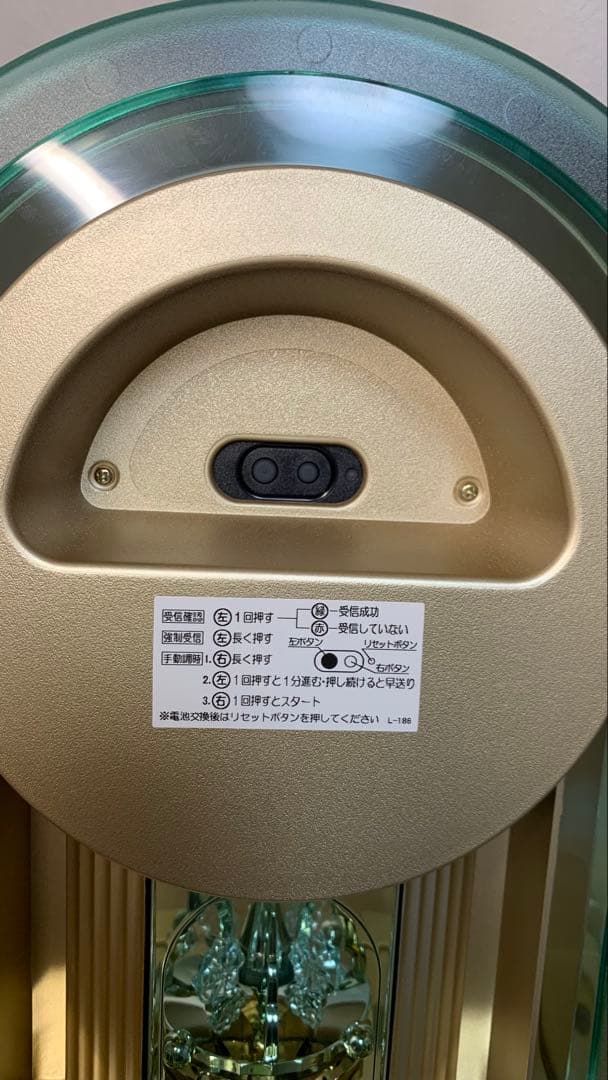 受信確認 左 1回押す 緑 受信成功
赤 受信していない
強制受信 左 長く押す 左ボタン リセットボタン
手動調時 1. 右 長く押す 右ボタン
2. 左 1回押すと1分進む・押し続けると早送り
3. 右 1回押すとスタート
※電池交換後はリセットボタンを押してください L-186